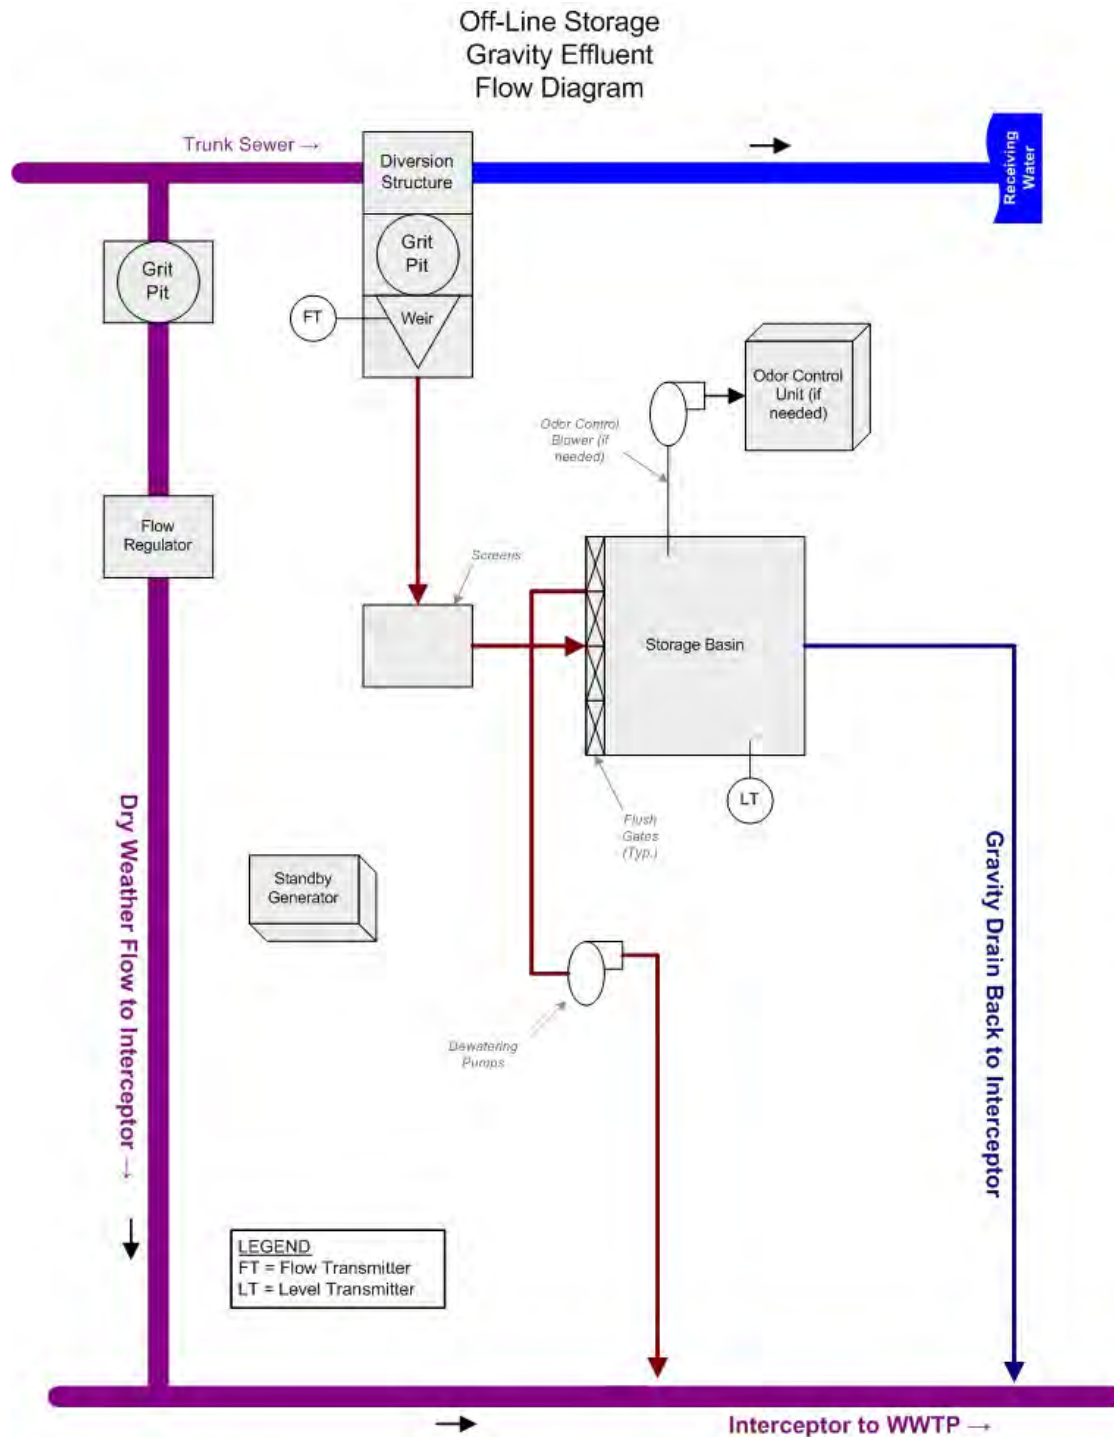 Off-Line Storage
Gravity Effluent
Flow Diagram
Trunk Sewer →
Diversion
Structure
Receiving
Water
Grit
Pit
Grit
Pit
FT
Weir
Odor Control
Unit (if
needed)
Odor Control
Blower (if
needed)
Flow
Regulator
Screens
Storage Basin
LT
Flush
Gates
(Typ.)
Dry Weather Flow to Interceptor →
Standby
Generator
Gravity Drain Back to Interceptor
Dewatering
Pumps
LEGEND
FT = Flow Transmitter
LT = Level Transmitter
Interceptor to WWTP →